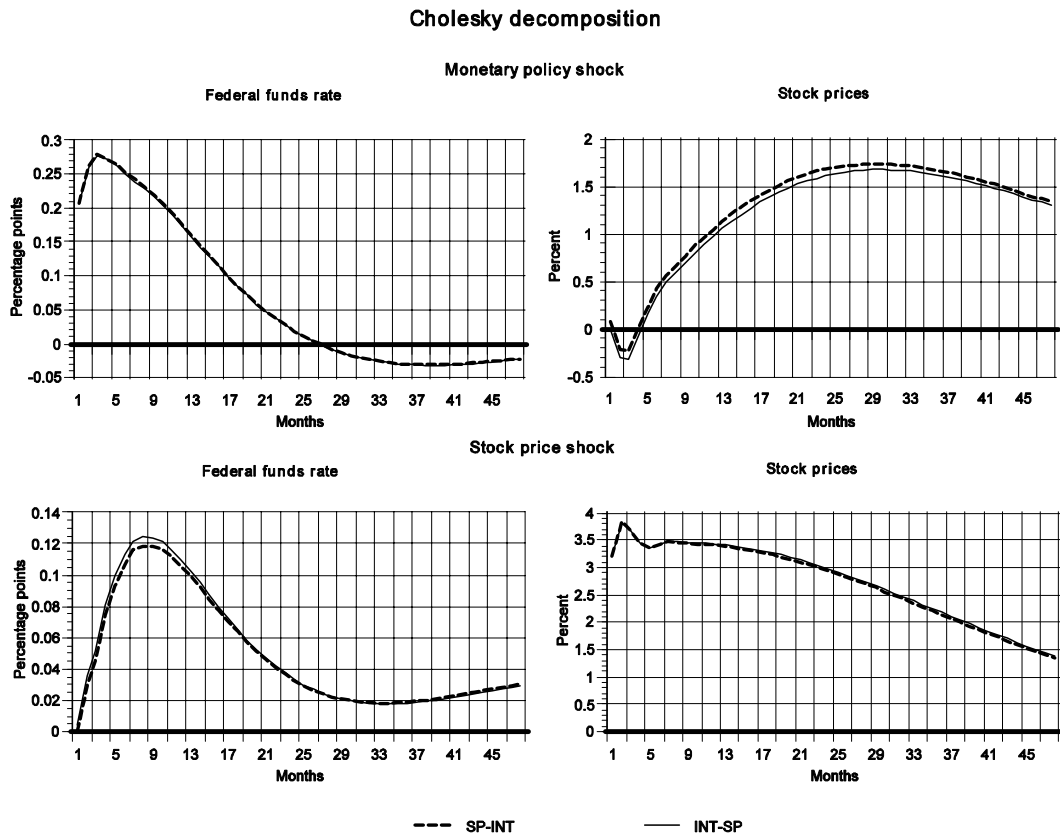 Cholesky decomposition
Monetary policy shock
Federal funds rate
Stock prices
Percentage points
0.3
0.25
0.2
0.15
0.1
0.05
0
-0.05
1 5 9 13 17 21 25 29 33 37 41 45
Months
Percent
2
1.5
1
0.5
0
-0.5
1 5 9 13 17 21 25 29 33 37 41 45
Months
Stock price shock
Federal funds rate
Stock prices
Percentage points
0.14
0.12
0.1
0.08
0.06
0.04
0.02
0
1 5 9 13 17 21 25 29 33 37 41 45
Months
Percent
4
3.5
3
2.5
2
1.5
1
0.5
0
1 5 9 13 17 21 25 29 33 37 41 45
Months
SP-INT
INT-SP